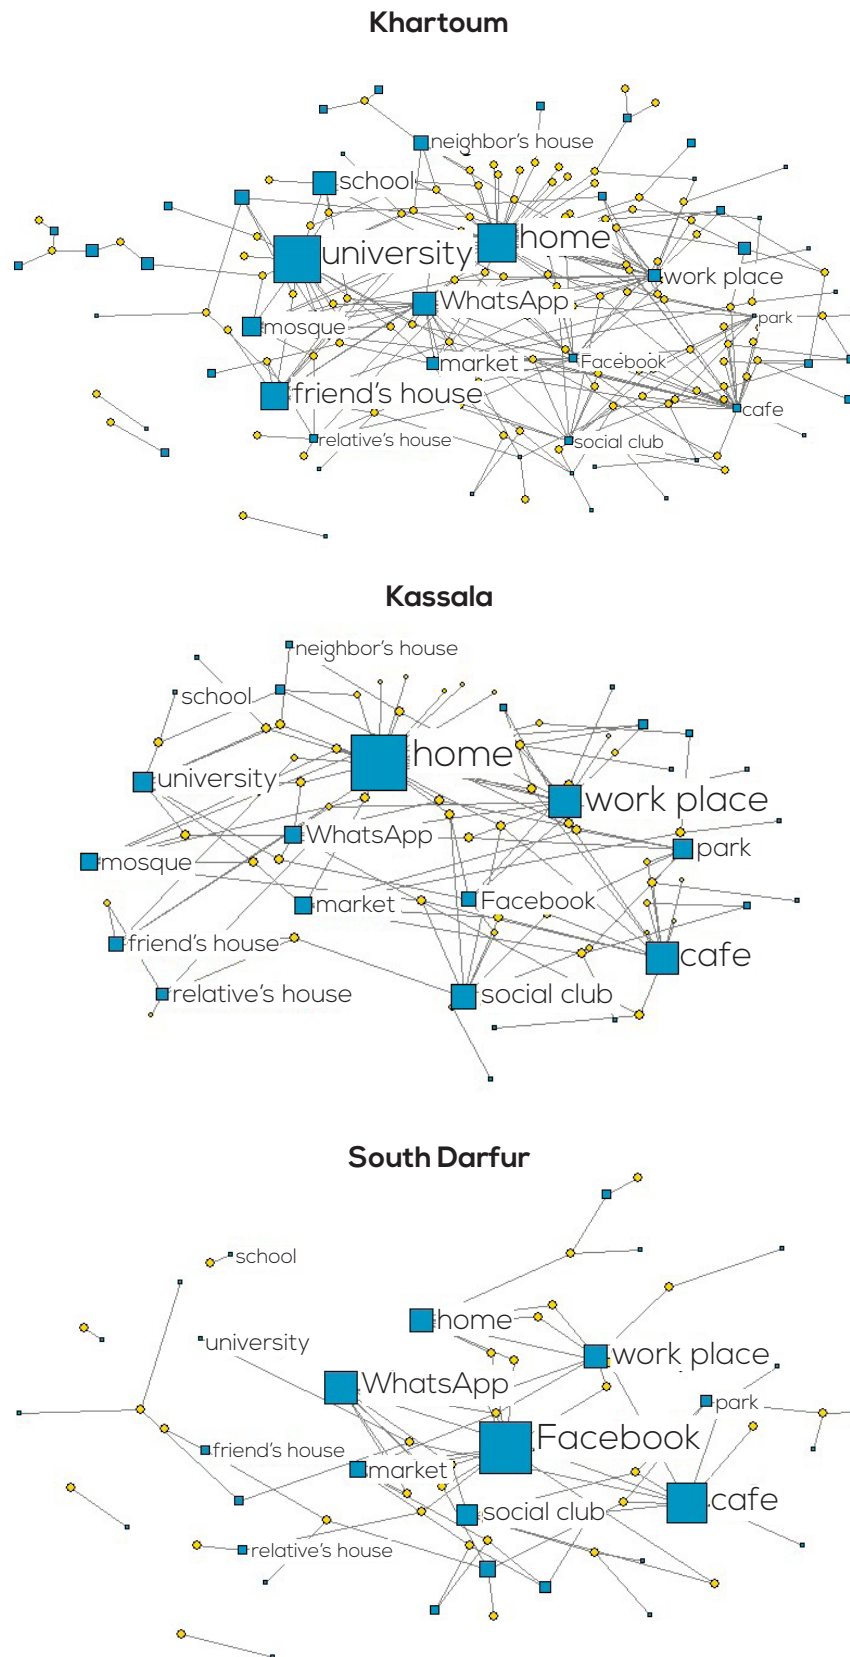 Khartoum
neighbor's house
school
home
university
work place
WhatsApp
park
mosque
market
Facebook
friend's house
cafe
relative's house
social club
Kassala
neighbor's house
school
home
university
work place
WhatsApp
park
mosque
market
Facebook
friend's house
cafe
relative's house
social club
South Darfur
school
home
university
work place
WhatsApp
park
Facebook
friend's house
market
cafe
social club
relative's house